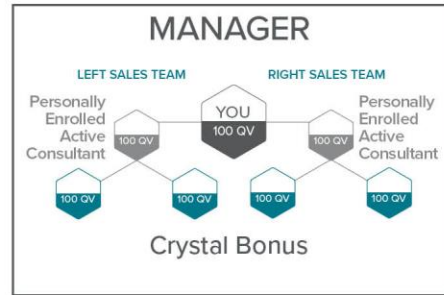 MANAGER
LEFT SALES TEAM
RIGHT SALES TEAM
Personally
Enrolled
Active
Consultant
100 QV
YOU
100 QV
Personally
Enrolled
Active
Consultant
100 QV
100 QV
100 QV
100 QV
100 QV
Crystal Bonus